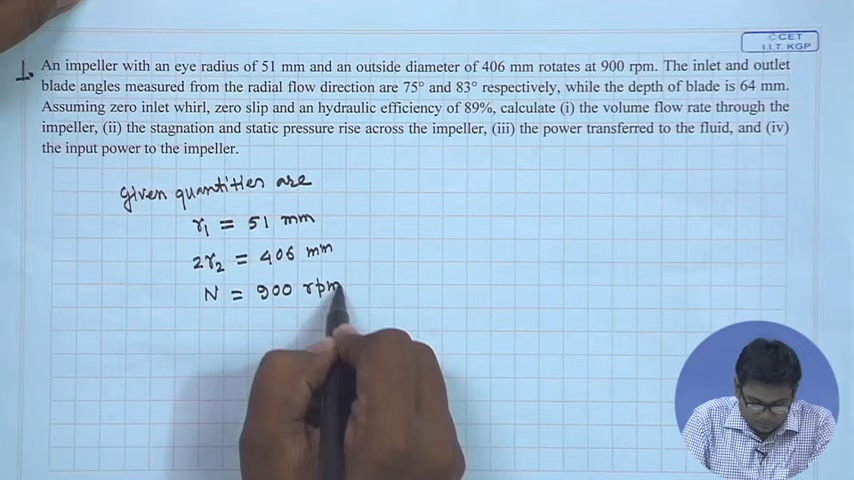 CCET
I.I.T. KGP
1. An impeller with an eye radius of 51 mm and an outside diameter of 406 mm rotates at 900 rpm. The inlet and outlet
blade angles measured from the radial flow direction are 75° and 83° respectively, while the depth of blade is 64 mm.
Assuming zero inlet whirl, zero slip and an hydraulic efficiency of 89%, calculate (i) the volume flow rate through the
impeller, (ii) the stagnation and static pressure rise across the impeller, (iii) the power transferred to the fluid, and (iv)
the input power to the impeller.
Given quantities are
r₁ = 51 mm
2r₂ = 406 mm
N = 900 rpm